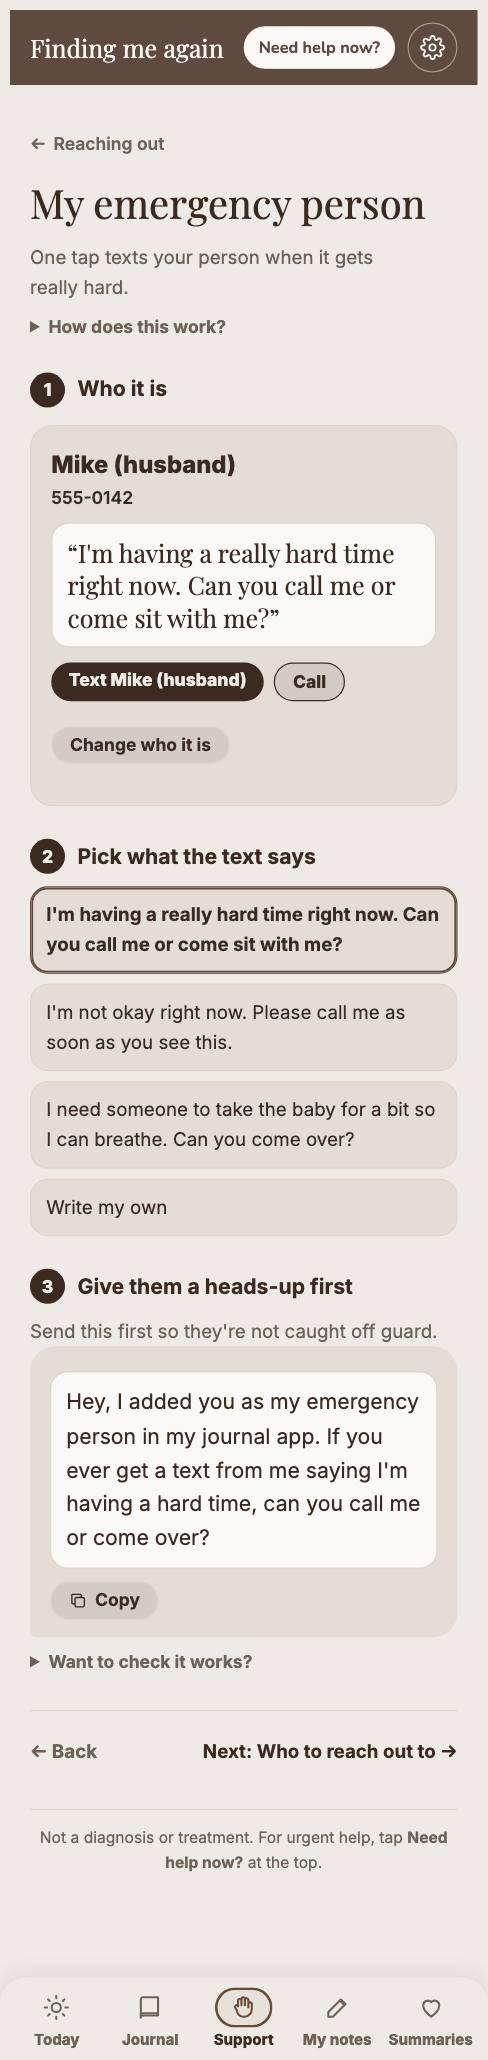 Finding me again
Need help now?
← Reaching out
My emergency person
One tap texts your person when it gets
really hard.
▶ How does this work?
1 Who it is
Mike (husband)
555-0142
“I'm having a really hard time
right now. Can you call me or
come sit with me?”
Text Mike (husband)
Call
Change who it is
2 Pick what the text says
I'm having a really hard time right now. Can
you call me or come sit with me?
I'm not okay right now. Please call me as
soon as you see this.
I need someone to take the baby for a bit so
I can breathe. Can you come over?
Write my own
3 Give them a heads-up first
Send this first so they're not caught off guard.
Hey, I added you as my emergency
person in my journal app. If you
ever get a text from me saying I'm
having a hard time, can you call me
or come over?
Copy
▶ Want to check it works?
← Back
Next: Who to reach out to →
Not a diagnosis or treatment. For urgent help, tap Need
help now? at the top.
Today
Journal
Support
My notes
Summaries